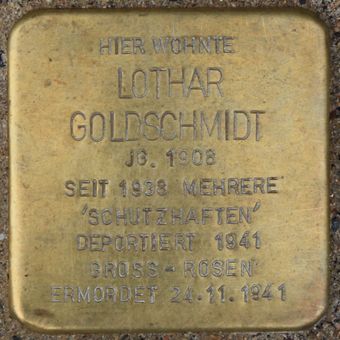 HIER WOHNTE
LOTHAR
GOLDSCHMIDT
JG. 1908
SEIT 1938 MEHRERE
'SCHUTZHAFTEN'
DEPORTIERT 1941
GROSS-ROSEN
ERMORDET 24.11.1941